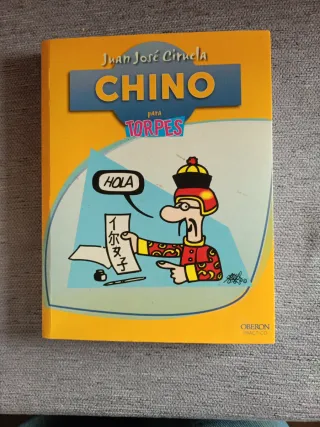 Juan José Ciruela
CHINO
para
TORPES
HOLA
OBERON